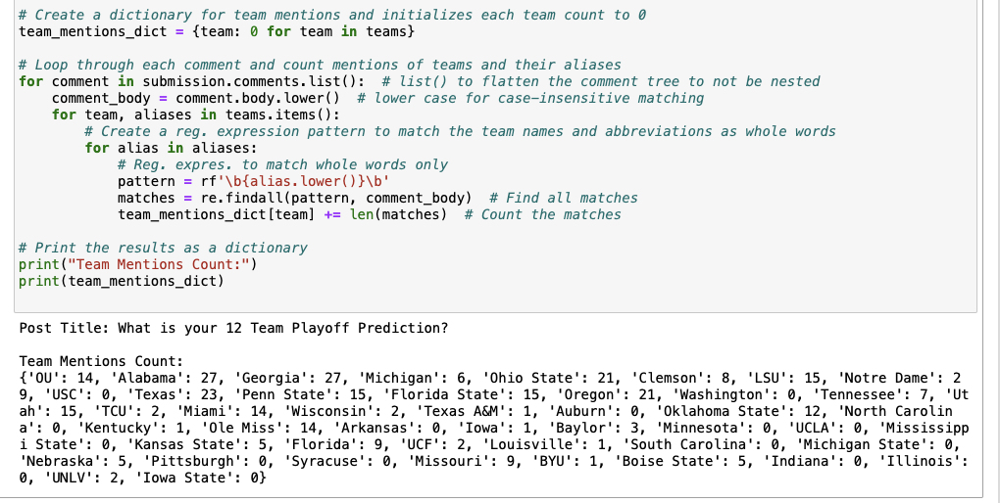 # Create a dictionary for team mentions and initializes each team count to 0
team_mentions_dict = {team: 0 for team in teams}
# Loop through each comment and count mentions of teams and their aliases
for comment in submission.comments.list():  # list() to flatten the comment tree to not be nested
    comment_body = comment.body.lower()  # lower case for case-insensitive matching
    for team, aliases in teams.items():
        # Create a reg. expression pattern to match the team names and abbreviations as whole words
        for alias in aliases:
            # Reg. expres. to match whole words only
            pattern = rf'\b{alias.lower()}\b'
            matches = re.findall(pattern, comment_body)  # Find all matches
            team_mentions_dict[team] += len(matches)  # Count the matches
# Print the results as a dictionary
print("Team Mentions Count:")
print(team_mentions_dict)
Post Title: What is your 12 Team Playoff Prediction?
Team Mentions Count:
{'OU': 14, 'Alabama': 27, 'Georgia': 27, 'Michigan': 6, 'Ohio State': 21, 'Clemson': 8, 'LSU': 15, 'Notre Dame': 2
9, 'USC': 0, 'Texas': 23, 'Penn State': 15, 'Florida State': 15, 'Oregon': 21, 'Washington': 0, 'Tennessee': 7, 'Ut
ah': 15, 'TCU': 2, 'Miami': 14, 'Wisconsin': 2, 'Texas A&M': 1, 'Auburn': 0, 'Oklahoma State': 12, 'North Carolin
a': 0, 'Kentucky': 1, 'Ole Miss': 14, 'Arkansas': 0, 'Iowa': 1, 'Baylor': 3, 'Minnesota': 0, 'UCLA': 0, 'Mississipp
i State': 0, 'Kansas State': 5, 'Florida': 9, 'UCF': 2, 'Louisville': 1, 'South Carolina': 0, 'Michigan State': 0,
'Nebraska': 5, 'Pittsburgh': 0, 'Syracuse': 0, 'Missouri': 9, 'BYU': 1, 'Boise State': 5, 'Indiana': 0, 'Illinois':
0, 'UNLV': 2, 'Iowa State': 0}